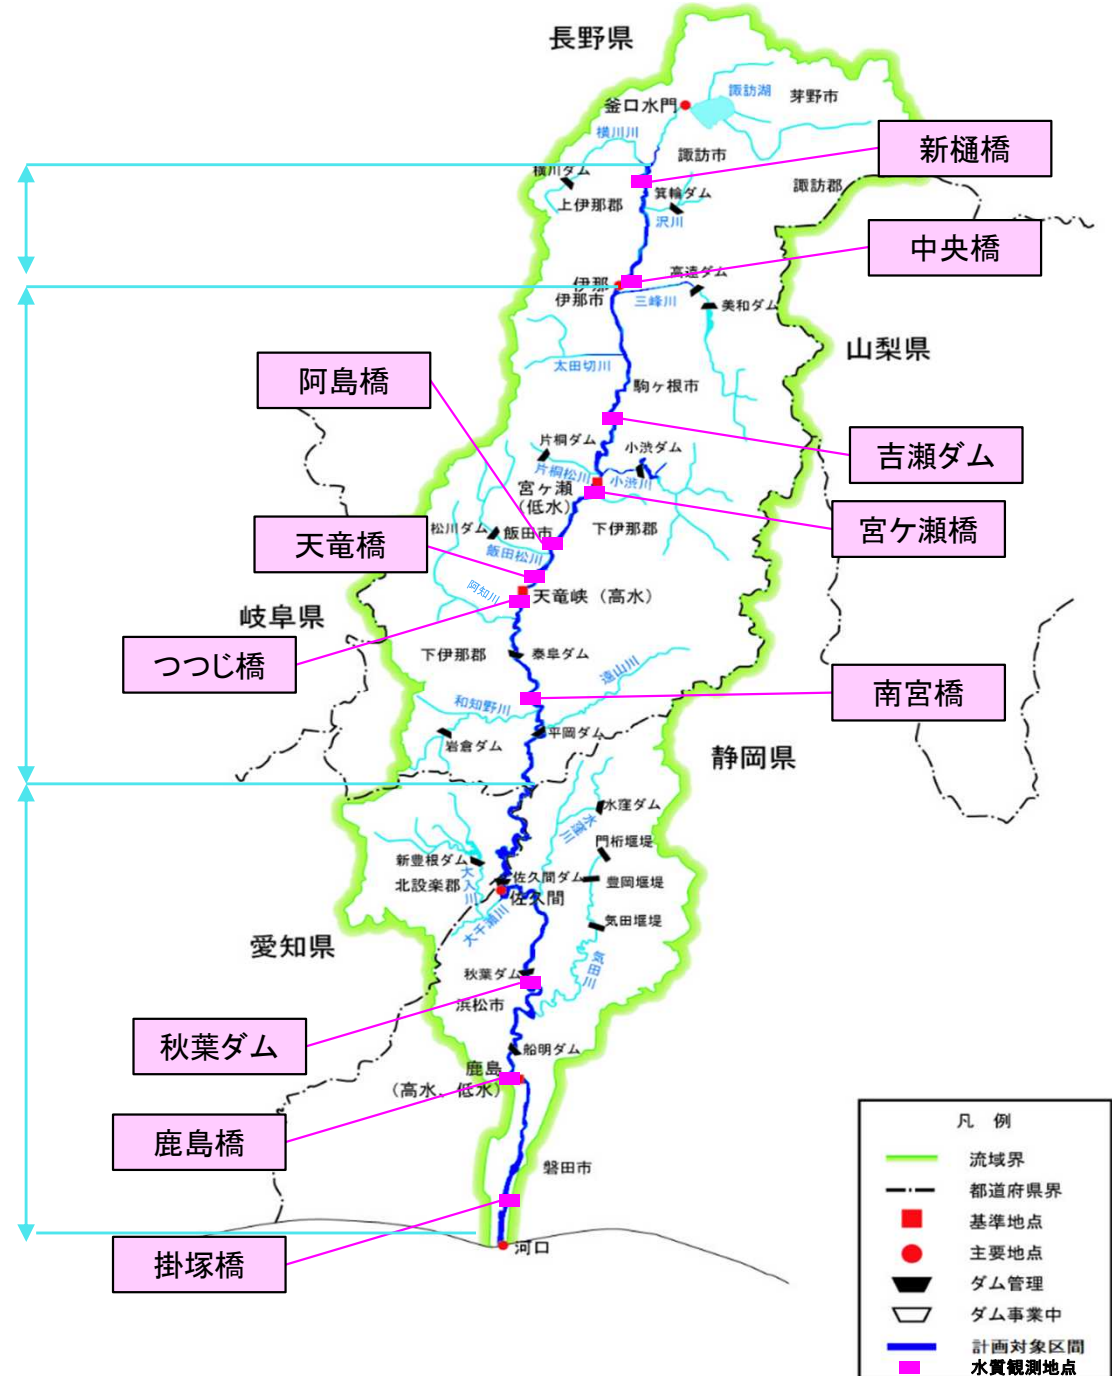 長野県
諏訪湖
芽野市
釜口水門
横川川
諏訪市
新樋橋
横川ダム
箕輪ダム
諏訪郡
上伊那郡
沢川
中央橋
高遠ダム
伊那
伊那市
三峰川
美和ダム
山梨県
太田切川
阿島橋
駒ヶ根市
片桐ダム
小渋ダム
吉瀬ダム
片桐松川
小渋川
宮ヶ瀬
(低水)
下伊那郡
宮ケ瀬橋
松川ダム
飯田市
天竜橋
飯田松川
阿知川
天竜峡(高水)
岐阜県
つつじ橋
下伊那郡
泰阜ダム
遠山川
南宮橋
和知野川
平岡ダム
岩倉ダム
静岡県
水窪ダム
水窪川
門桁堰堤
新豊根ダム
大入川
佐久間ダム
豊岡堰堤
北設楽郡
佐久間
大千瀬川
気田堰堤
愛知県
気田川
秋葉ダム
浜松市
秋葉ダム
船明ダム
鹿島
(高水、低水)
鹿島橋
磐田市
掛塚橋
河口
凡 例
流域界
都道府県界
基準地点
主要地点
ダム管理
ダム事業中
計画対象区間
水質観測地点